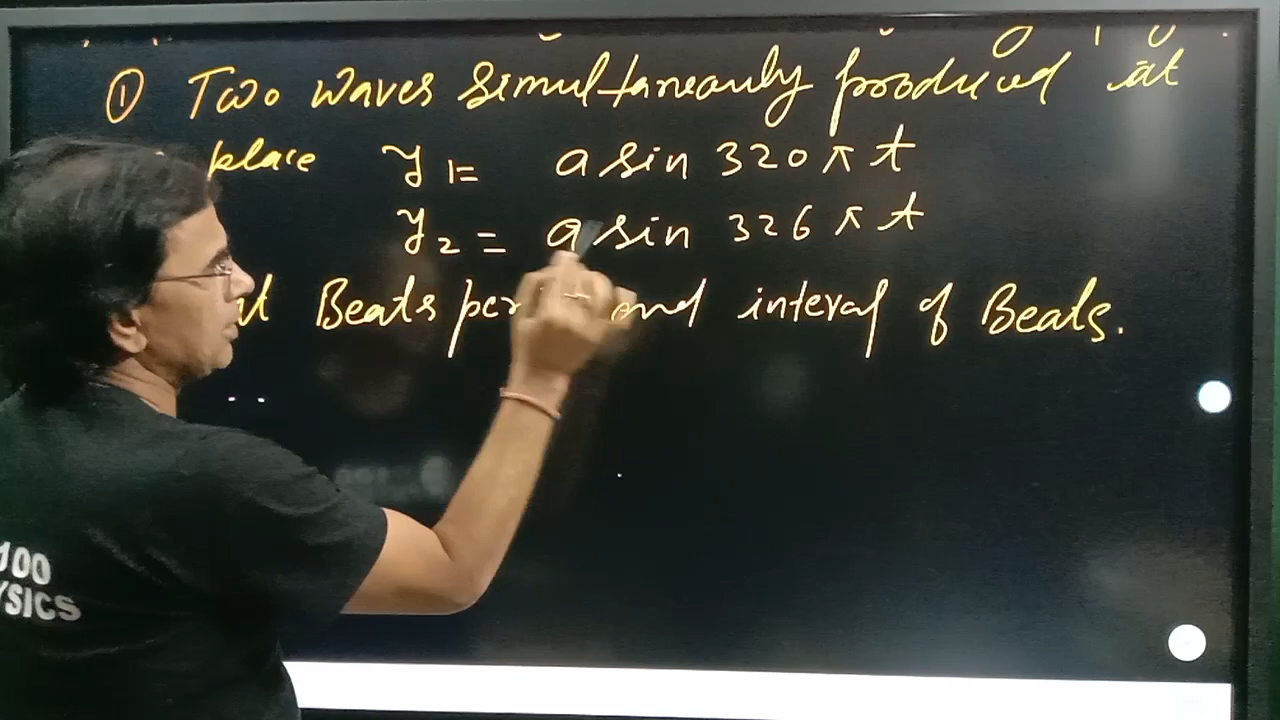 ① Two waves simultaneously produced at
place y₁= a sin 320 π t
y₂ = a sin 326 π t
Beats per and interval of Beats.
100
YSICS